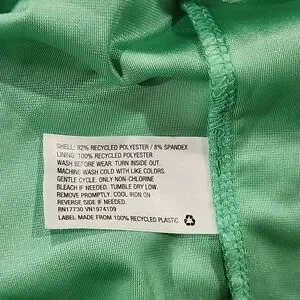 SHELL: 92% RECYCLED POLYESTER / 8% SPANDEX
LINING: 100% RECYCLED POLYESTER
WASH BEFORE WEAR. TURN INSIDE OUT.
MACHINE WASH COLD WITH LIKE COLORS.
GENTLE CYCLE. ONLY NON-CHLORINE
BLEACH IF NEEDED. TUMBLE DRY LOW.
REMOVE PROMPTLY. COOL IRON ON
REVERSE SIDE IF NEEDED.
RN17730 VN1974109
LABEL MADE FROM 100% RECYCLED PLASTIC